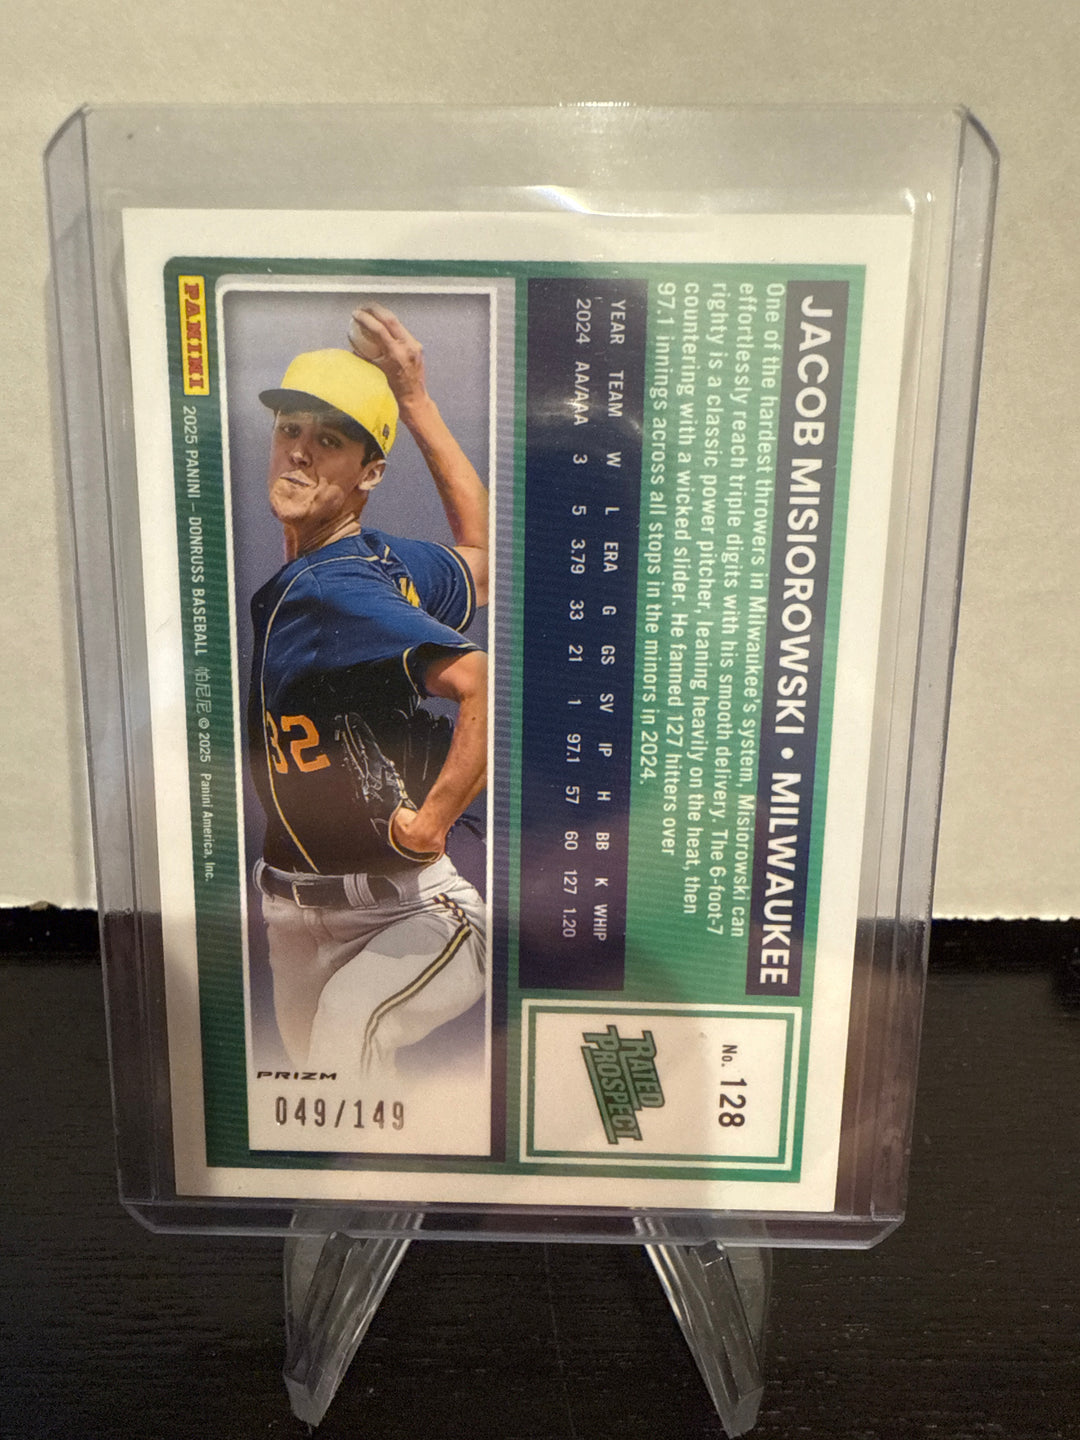 JACOB MISIOROWSKI • MILWAUKEE
One of the hardest throwers in Milwaukee's system, Misiorowski can
effortlessly reach triple digits with his smooth delivery. The 6-foot-7
righty is a classic power pitcher, leaning heavily on the heat, then
countering with a wicked slider. He fanned 127 hitters over
97.1 innings across all stops in the minors in 2024.
YEAR TEAM W L ERA G GS SV IP H BB K WHIP
2024 AA/AAA 3 5 3.79 33 21 1 97.1 57 60 127 1.20
No. 128
RATED
PROSPECT
32
PRIZM
049/149
PANINI
2025 PANINI – DONRUSS BASEBALL 帕尼尼 © 2025 Panini America, Inc.